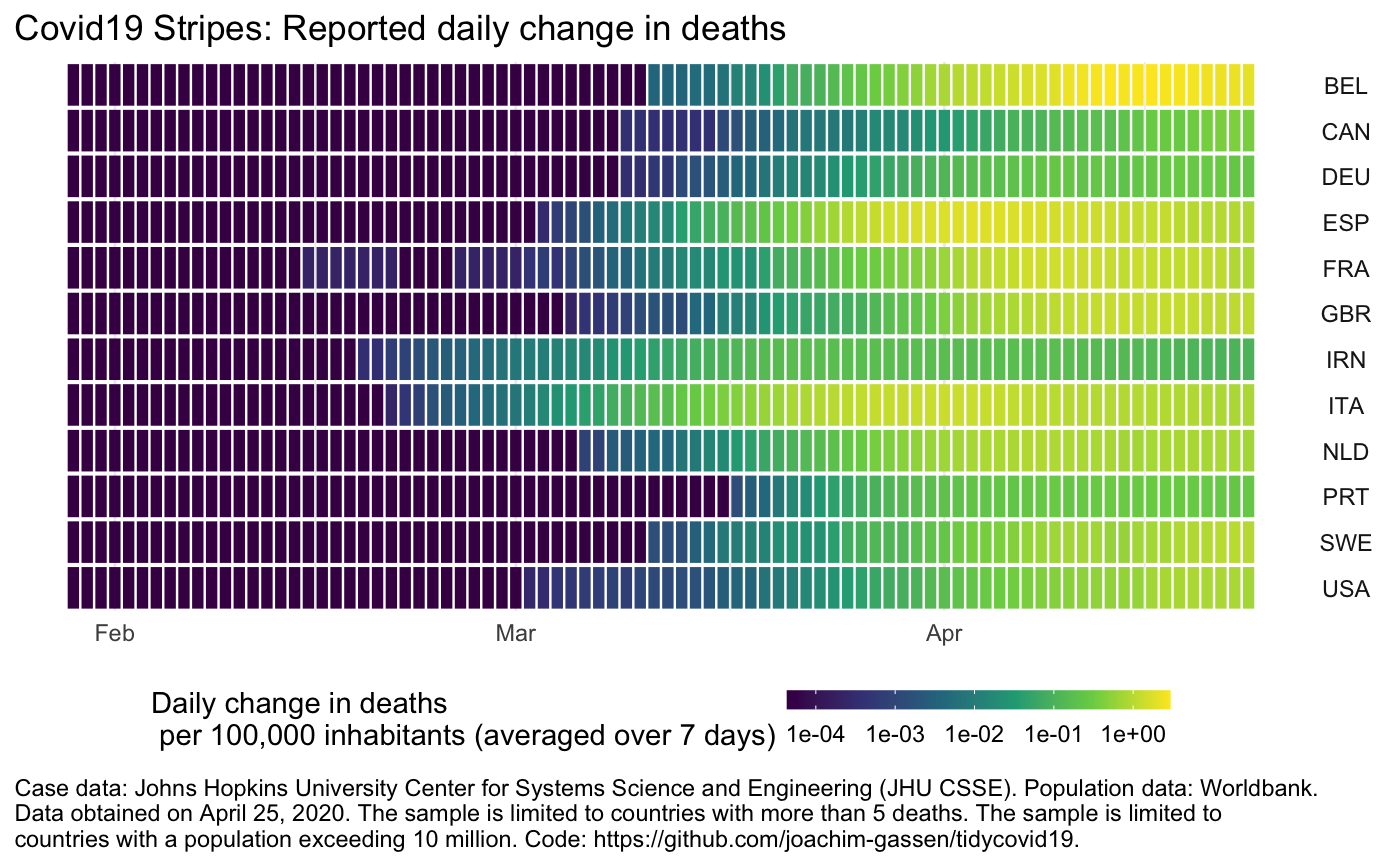 Covid19 Stripes: Reported daily change in deaths
BEL
CAN
DEU
ESP
FRA
GBR
IRN
ITA
NLD
PRT
SWE
USA
Feb Mar Apr
Daily change in deaths
per 100,000 inhabitants (averaged over 7 days)
1e-04 1e-03 1e-02 1e-01 1e+00
Case data: Johns Hopkins University Center for Systems Science and Engineering (JHU CSSE). Population data: Worldbank.
Data obtained on April 25, 2020. The sample is limited to countries with more than 5 deaths. The sample is limited to
countries with a population exceeding 10 million. Code: https://github.com/joachim-gassen/tidycovid19.